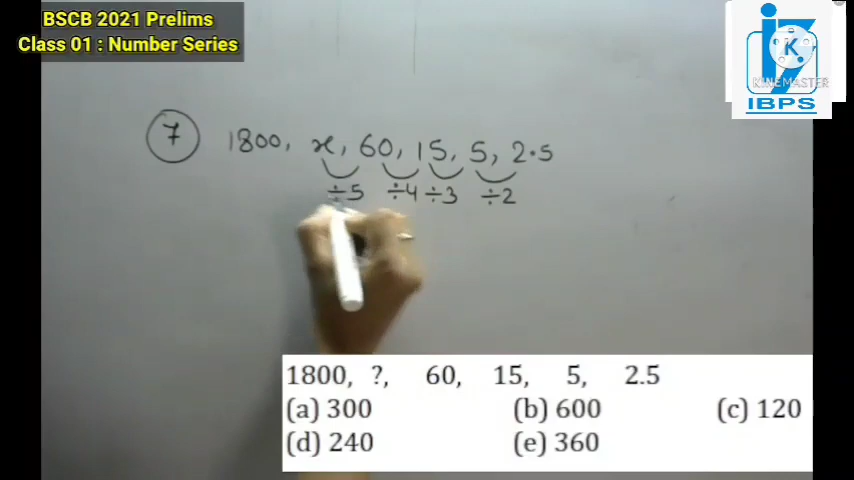 BSCB 2021 Prelims
Class 01 : Number Series
K
KINEMASTER
IBPS
7 1800, x, 60, 15, 5, 2.5
÷5 ÷4 ÷3 ÷2
1800, ?, 60, 15, 5, 2.5
(a) 300 (b) 600 (c) 120
(d) 240 (e) 360